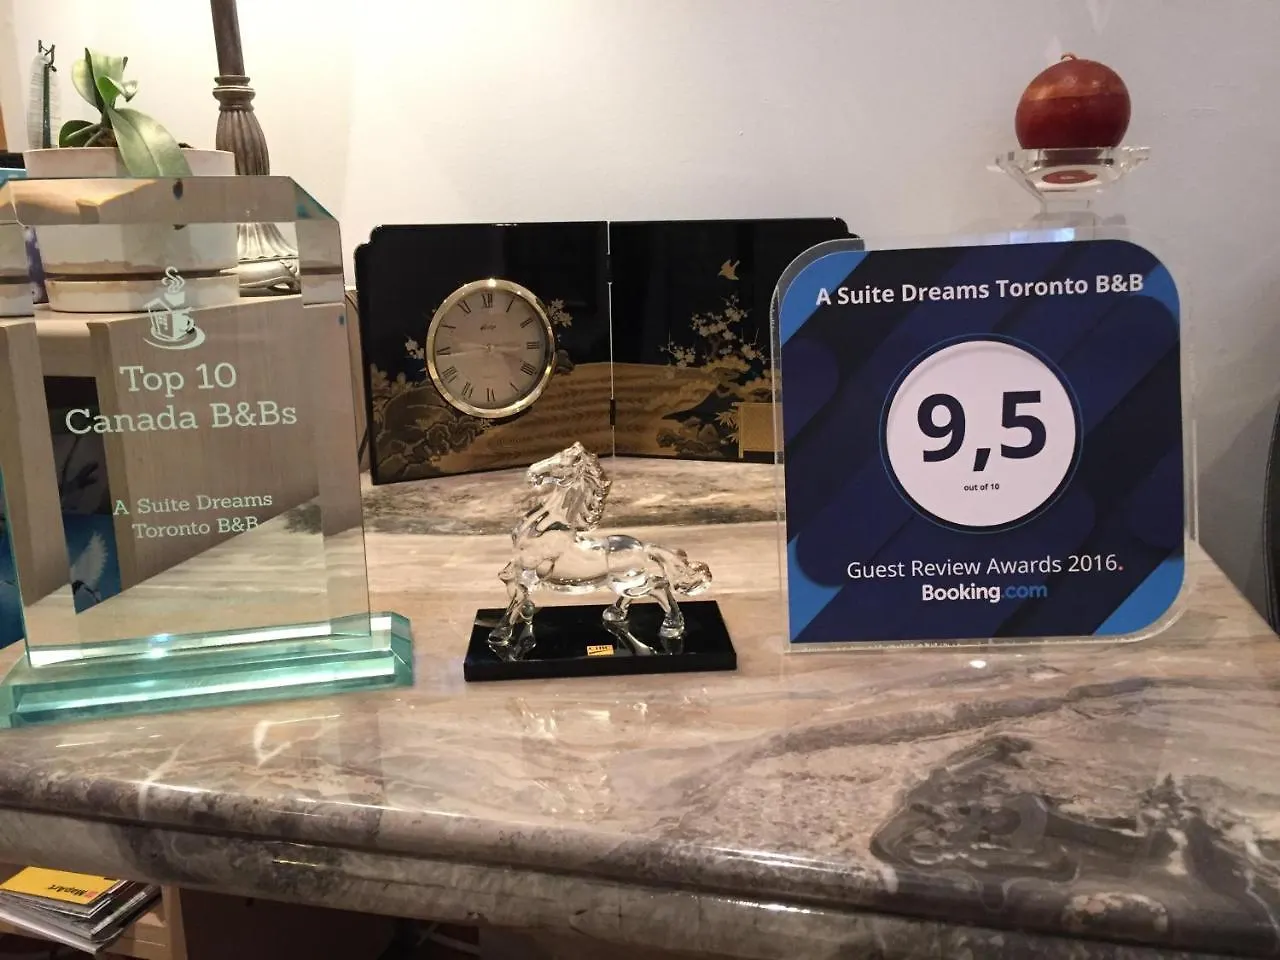 Top 10
Canada B&Bs
A Suite Dreams
Toronto B&B
A Suite Dreams Toronto B&B
9,5
out of 10
Guest Review Awards 2016.
Booking.com
MapArt